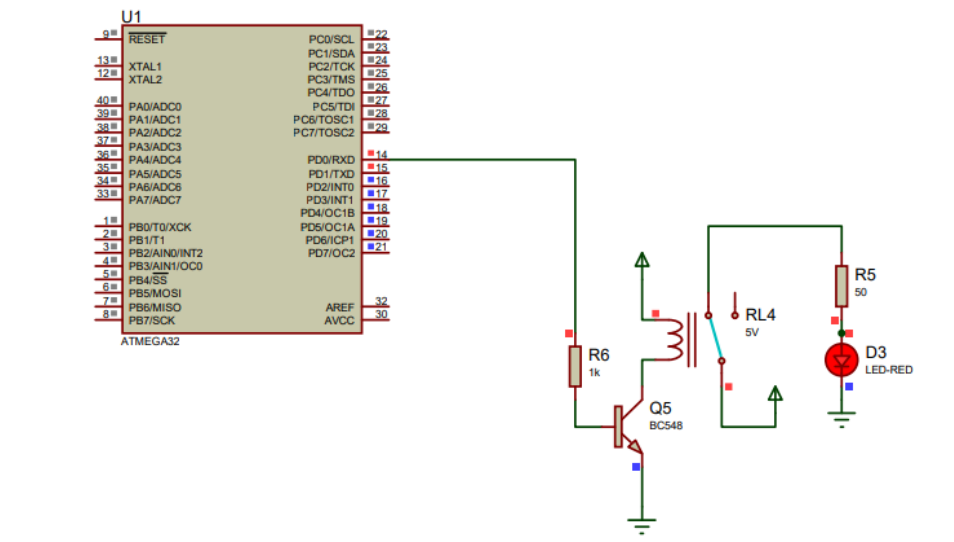 U1
9 RESET
13 XTAL1
12 XTAL2
40 PA0/ADC0
39 PA1/ADC1
38 PA2/ADC2
37 PA3/ADC3
36 PA4/ADC4
35 PA5/ADC5
34 PA6/ADC6
33 PA7/ADC7
1 PB0/T0/XCK
2 PB1/T1
3 PB2/AIN0/INT2
4 PB3/AIN1/OC0
5 PB4/SS
6 PB5/MOSI
7 PB6/MISO
8 PB7/SCK
PC0/SCL 22
PC1/SDA 23
PC2/TCK 24
PC3/TMS 25
PC4/TDO 26
PC5/TDI 27
PC6/TOSC1 28
PC7/TOSC2 29
PD0/RXD 14
PD1/TXD 15
PD2/INT0 16
PD3/INT1 17
PD4/OC1B 18
PD5/OC1A 19
PD6/ICP1 20
PD7/OC2 21
AREF 32
AVCC 30
ATMEGA32
R6
1k
Q5
BC548
RL4
5V
R5
50
D3
LED-RED